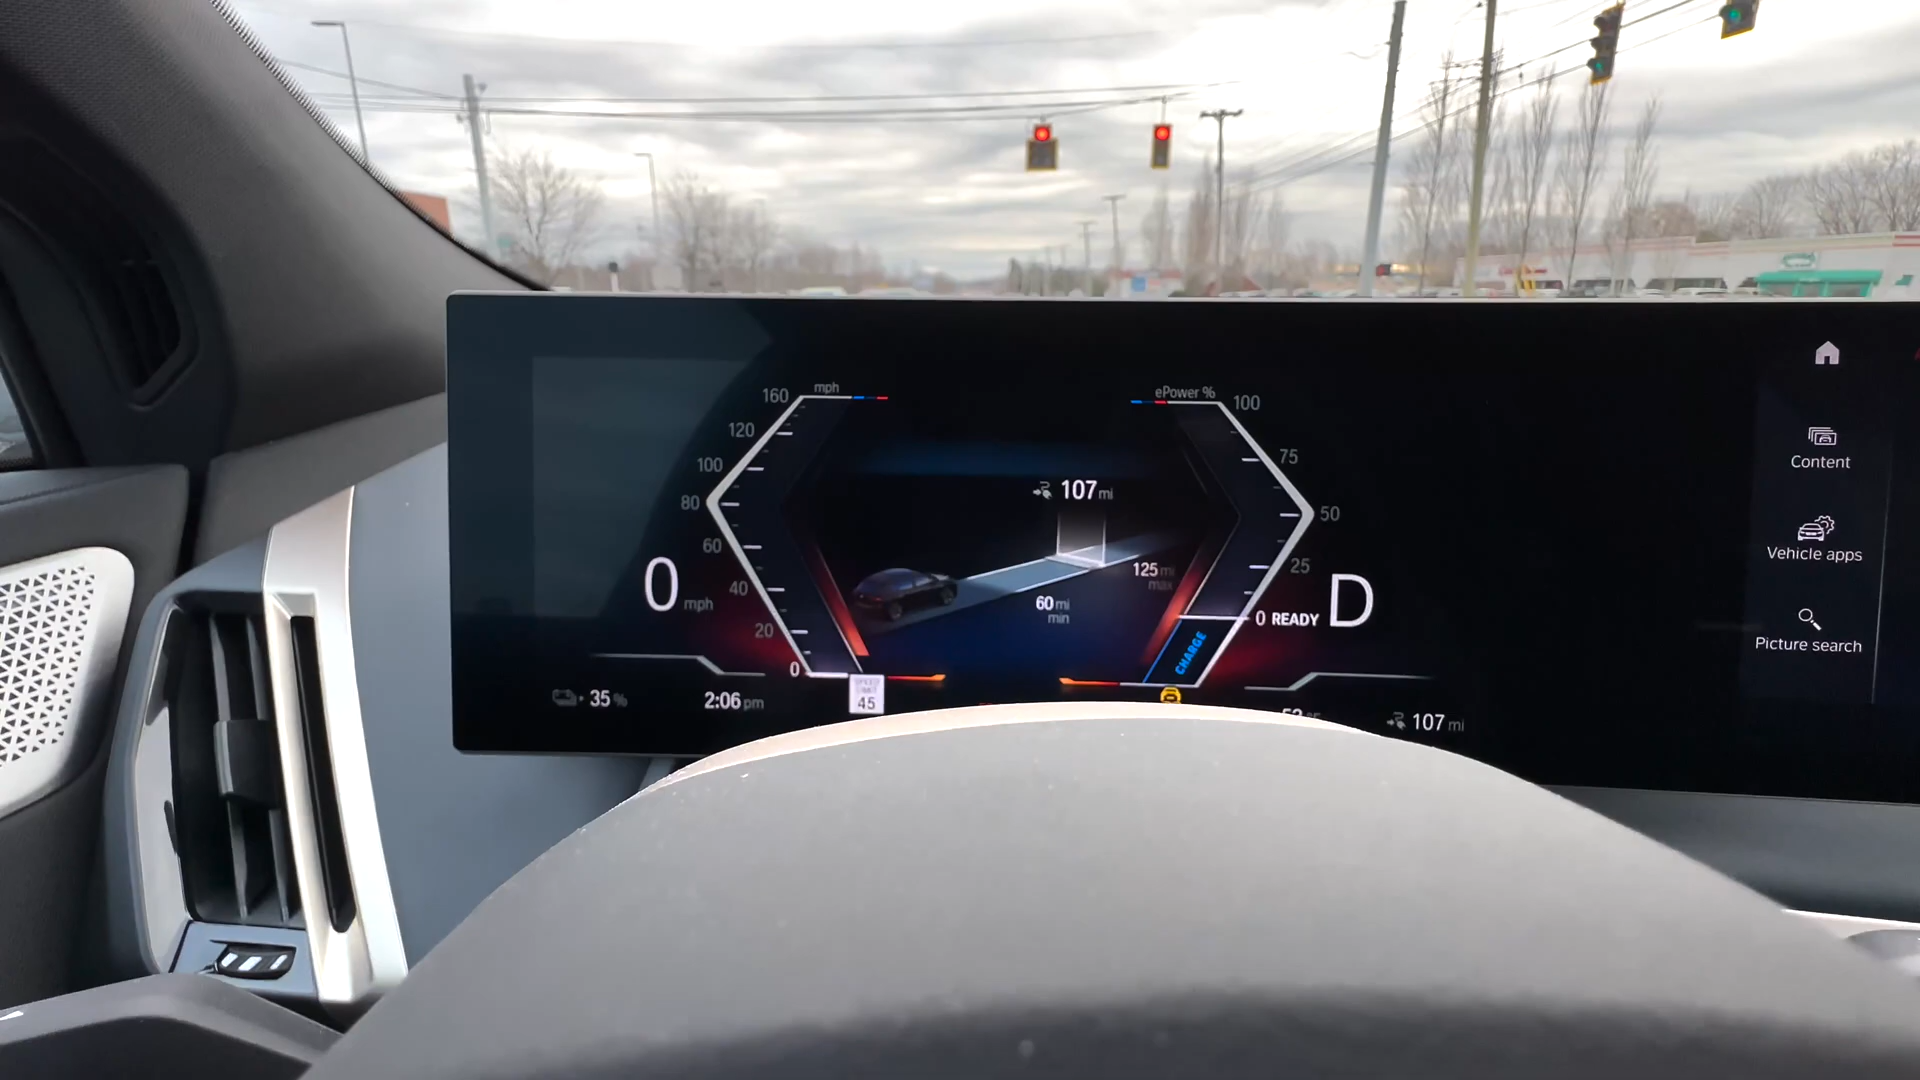 160
mph
120
100
80
60
40
20
0
0 mph
ePower %
100
75
50
25
0 READY D
CHARGE
107 mi
125 mi
max
60 mi
min
35 %
2:06 pm
SPEED
LIMIT
45
107 mi
Content
Vehicle apps
Picture search